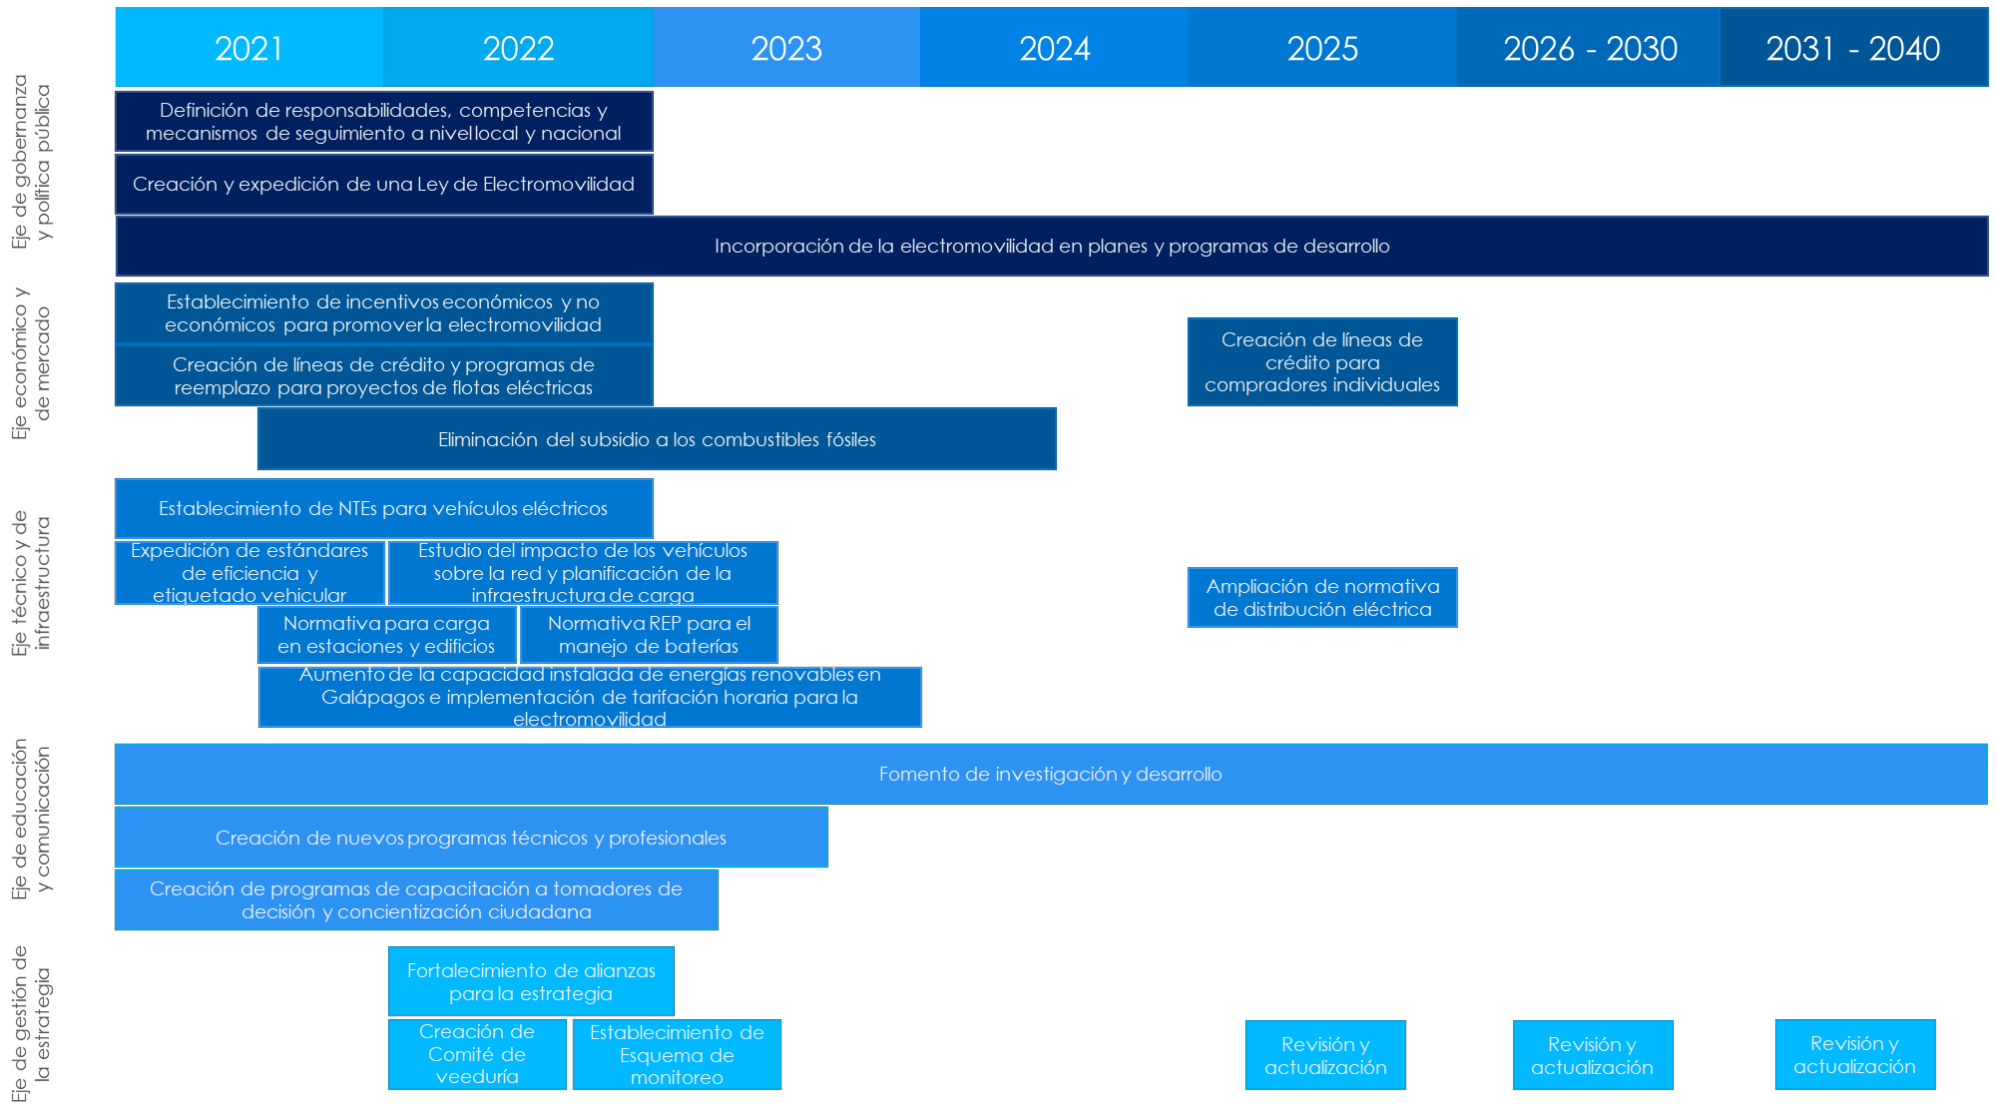 2021
2022
2023
2024
2025
2026 - 2030
2031 - 2040
Eje de gobernanza
y política pública
Definición de responsabilidades, competencias y
mecanismos de seguimiento a nivel local y nacional
Creación y expedición de una Ley de Electromovilidad
Incorporación de la electromovilidad en planes y programas de desarrollo
Eje económico y
de mercado
Establecimiento de incentivos económicos y no
económicos para promover la electromovilidad
Creación de líneas de crédito y programas de
reemplazo para proyectos de flotas eléctricas
Creación de líneas de
crédito para
compradores individuales
Eliminación del subsidio a los combustibles fósiles
Eje técnico y de
infraestructura
Establecimiento de NTEs para vehículos eléctricos
Expedición de estándares
de eficiencia y
etiquetado vehicular
Estudio del impacto de los vehículos
sobre la red y planificación de la
infraestructura de carga
Ampliación de normativa
de distribución eléctrica
Normativa para carga
en estaciones y edificios
Normativa REP para el
manejo de baterías
Aumento de la capacidad instalada de energías renovables en
Galápagos e implementación de tarifación horaria para la
electromovilidad
Eje de educación
y comunicación
Fomento de investigación y desarrollo
Creación de nuevos programas técnicos y profesionales
Creación de programas de capacitación a tomadores de
decisión y concientización ciudadana
Eje de gestión de
la estrategia
Fortalecimiento de alianzas
para la estrategia
Creación de
Comité de
veeduría
Establecimiento de
Esquema de
monitoreo
Revisión y
actualización
Revisión y
actualización
Revisión y
actualización